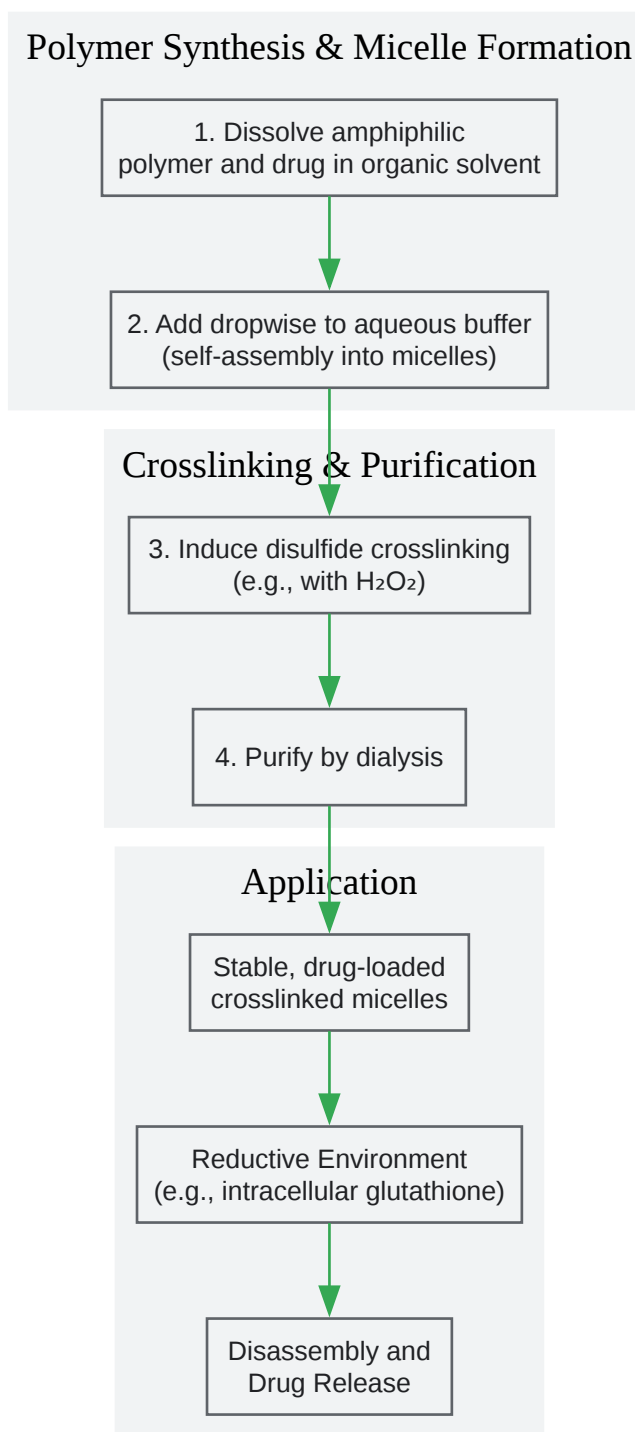 Polymer Synthesis & Micelle Formation
1. Dissolve amphiphilic
polymer and drug in organic solvent
2. Add dropwise to aqueous buffer
(self-assembly into micelles)
Crosslinking & Purification
3. Induce disulfide crosslinking
(e.g., with H₂O₂)
4. Purify by dialysis
Application
Stable, drug-loaded
crosslinked micelles
Reductive Environment
(e.g., intracellular glutathione)
Disassembly and
Drug Release